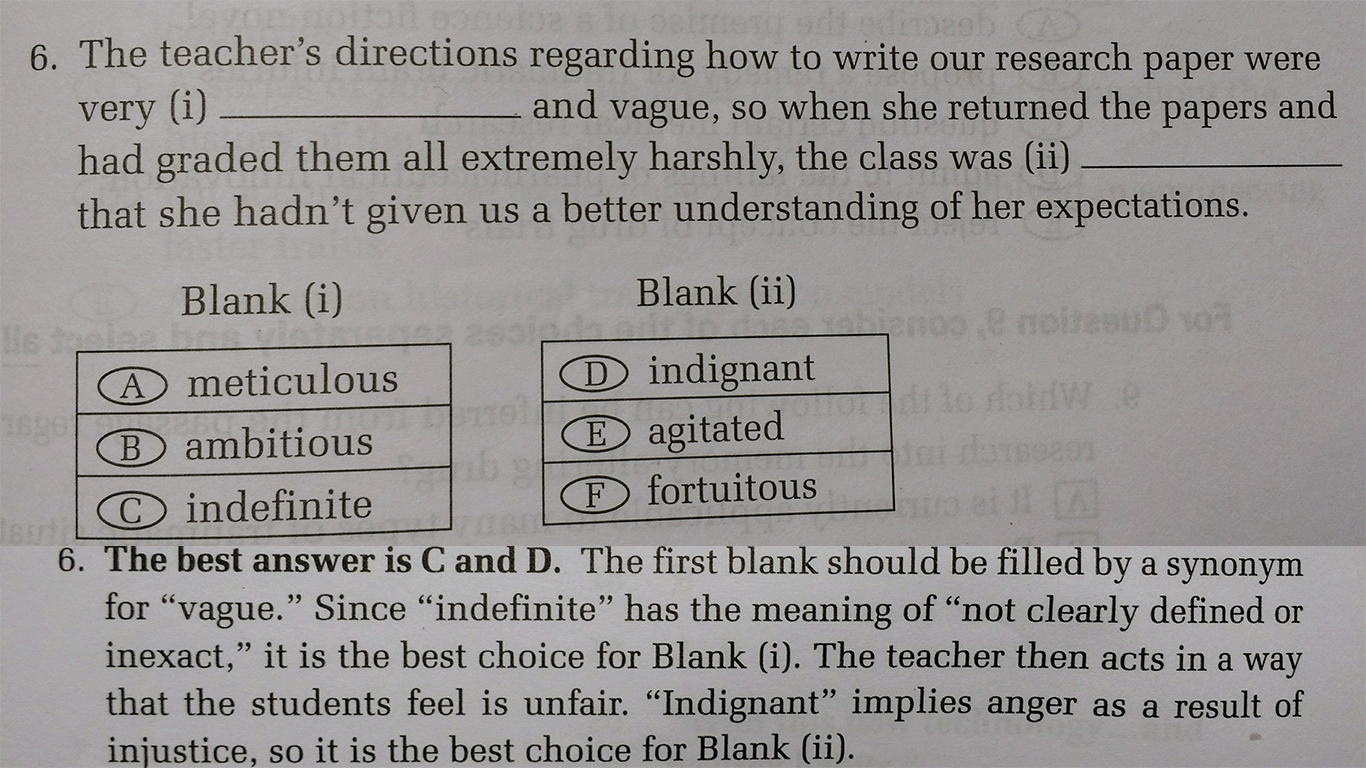 6. The teacher's directions regarding how to write our research paper were
very (i) ____________ and vague, so when she returned the papers and
had graded them all extremely harshly, the class was (ii) ____________
that she hadn't given us a better understanding of her expectations.
Blank (i)
A meticulous
B ambitious
C indefinite
Blank (ii)
D indignant
E agitated
F fortuitous
6. The best answer is C and D. The first blank should be filled by a synonym
for “vague.” Since “indefinite” has the meaning of “not clearly defined or
inexact,” it is the best choice for Blank (i). The teacher then acts in a way
that the students feel is unfair. “Indignant” implies anger as a result of
injustice, so it is the best choice for Blank (ii).